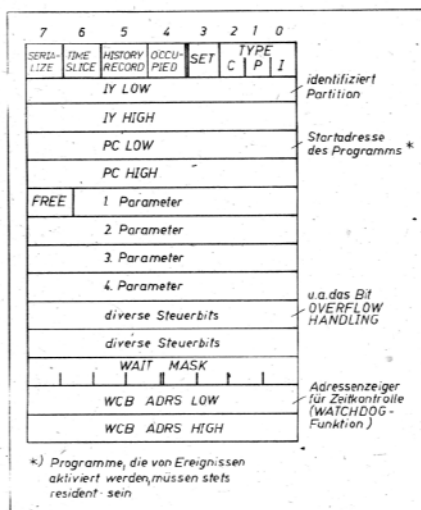 7 6 5 4 3 2 1 0
SERIA-LIZE TIME SLICE HISTORY RECORD OCCU-PIED SET TYPE C P I
IY LOW
identifiziert Partition
IY HIGH
PC LOW
Startadresse des Programms *
PC HIGH
FREE 1. Parameter
2. Parameter
3. Parameter
4. Parameter
diverse Steuerbits
u.a. das Bit OVERFLOW HANDLING
diverse Steuerbits
WAIT MASK
WCB ADRS LOW
Adressenzeiger für Zeitkontrolle (WATCHDOG-Funktion)
WCB ADRS HIGH
*) Programme, die von Ereignissen
aktiviert werden, müssen stets
resident sein